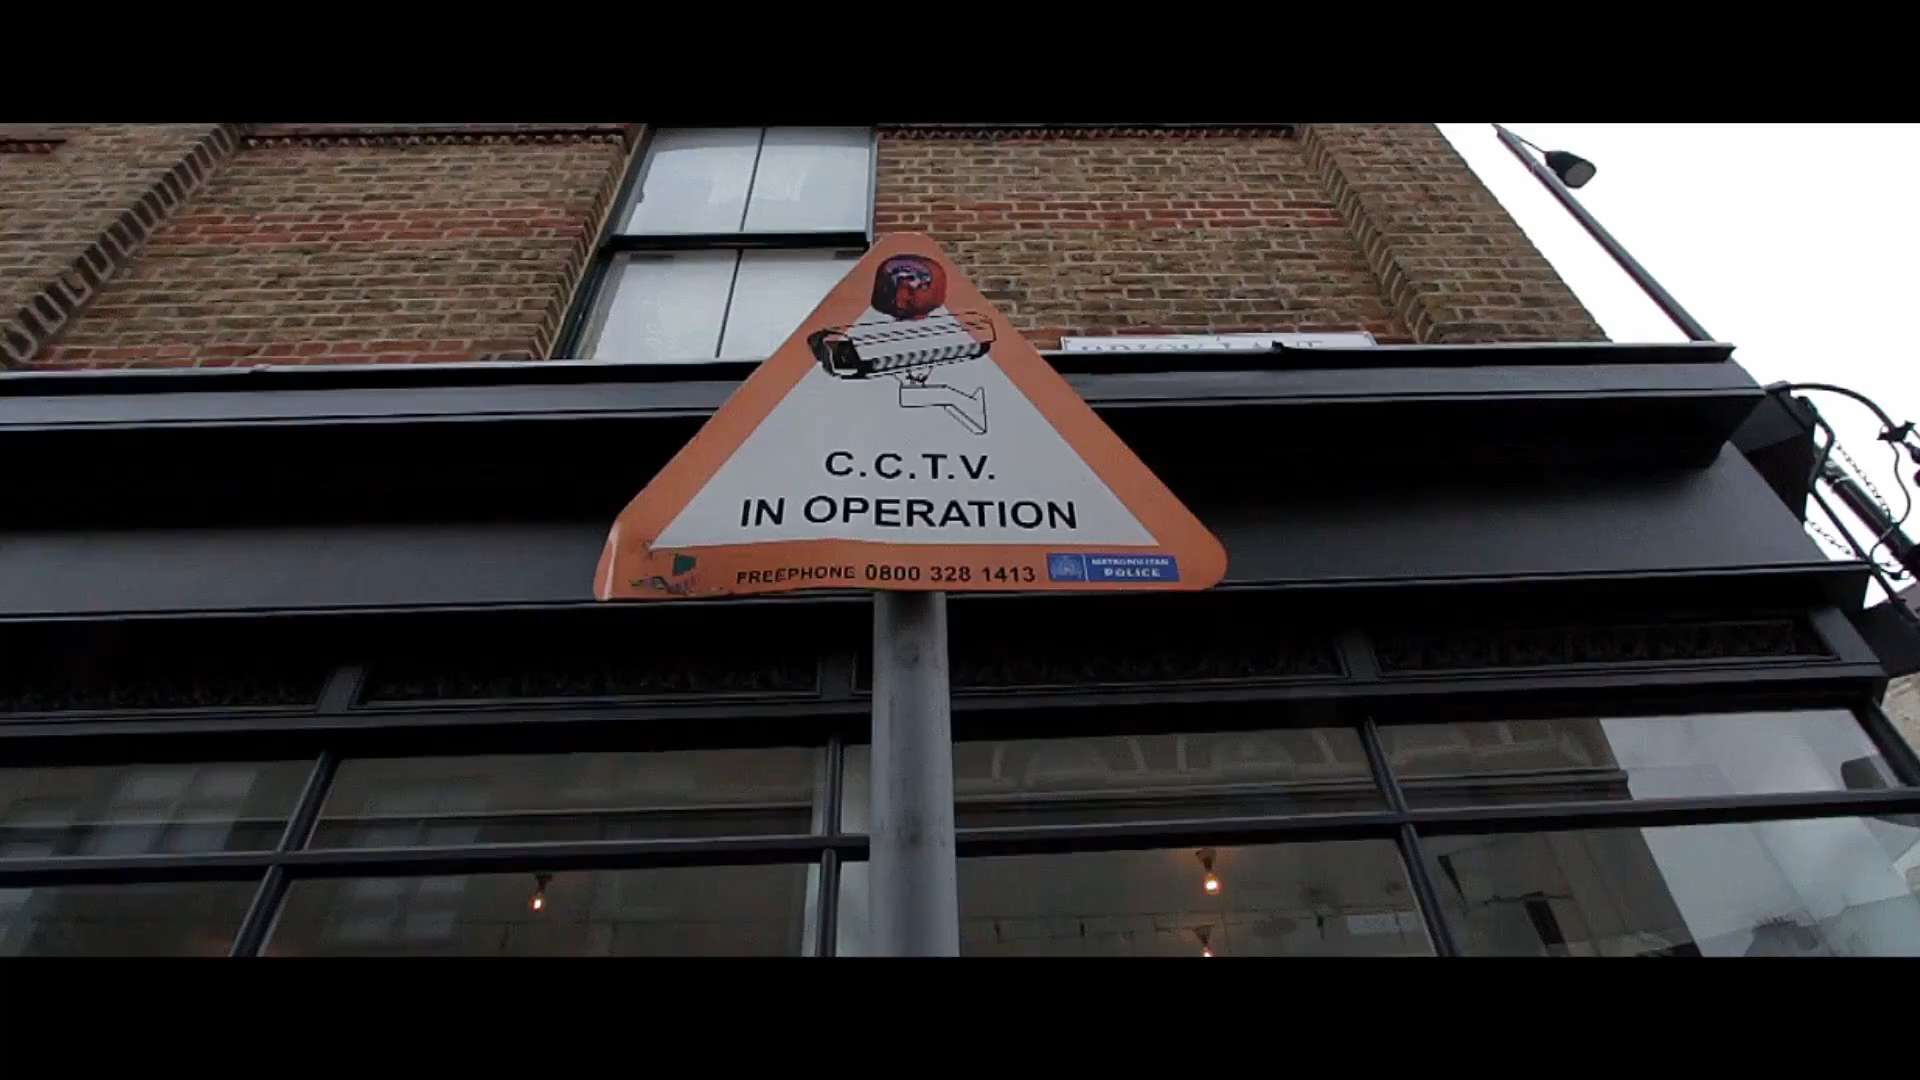 C.C.T.V.
IN OPERATION
FREEPHONE 0800 328 1413
METROPOLITAN
POLICE